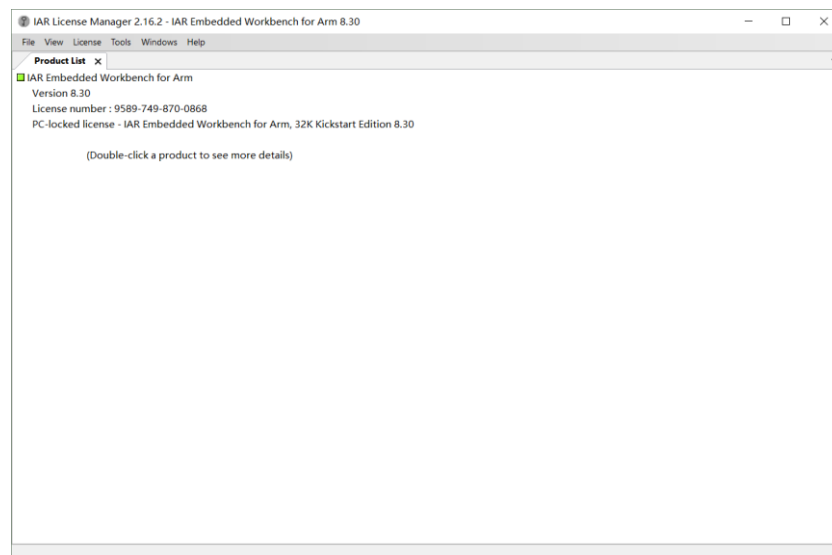 IAR License Manager 2.16.2 - IAR Embedded Workbench for Arm 8.30
File View License Tools Windows Help
Product List
IAR Embedded Workbench for Arm
Version 8.30
License number : 9589-749-870-0868
PC-locked license - IAR Embedded Workbench for Arm, 32K Kickstart Edition 8.30
(Double-click a product to see more details)